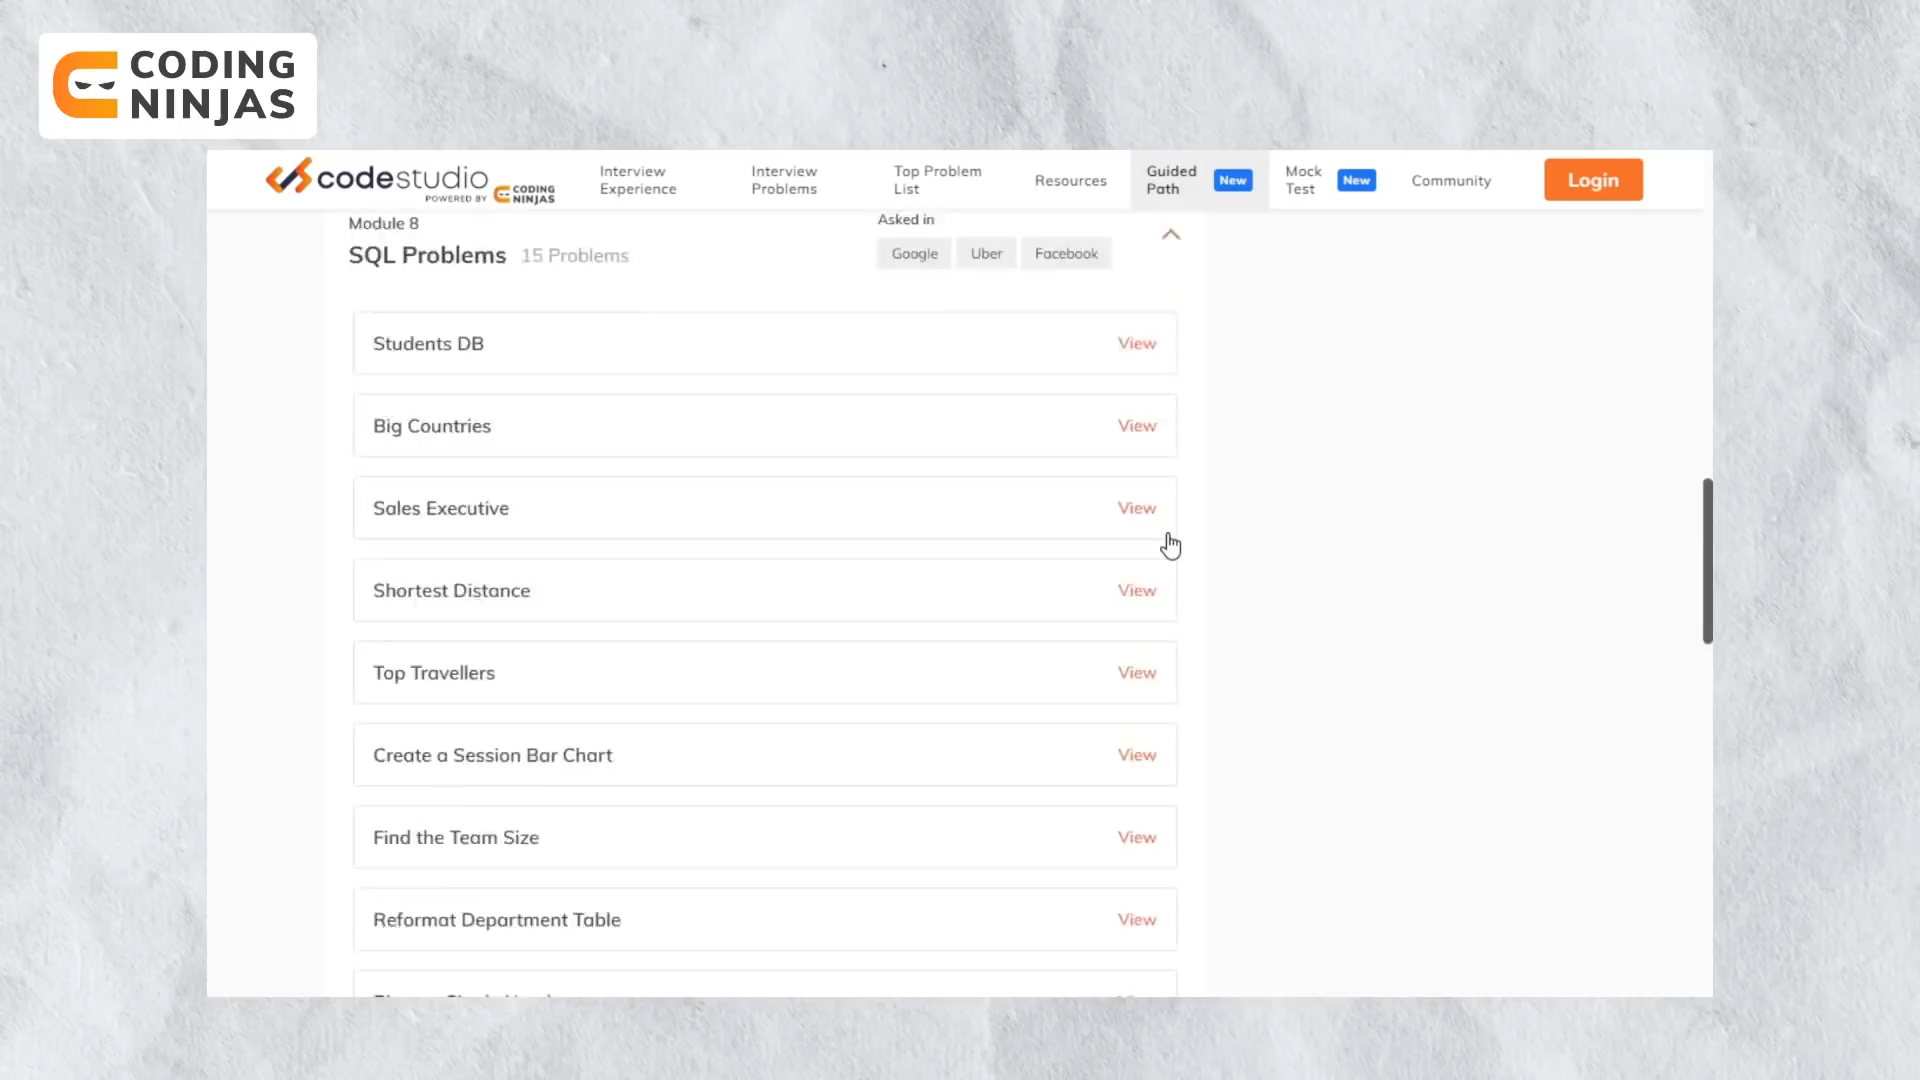 CODING
NINJAS
codestudio
POWERED BY CODING NINJAS
Interview
Experience
Interview
Problems
Top Problem
List
Resources
Guided
Path
New
Mock
Test
New
Community
Login
Module 8
SQL Problems 15 Problems
Asked in
Google Uber Facebook
Students DB View
Big Countries View
Sales Executive View
Shortest Distance View
Top Travellers View
Create a Session Bar Chart View
Find the Team Size View
Reformat Department Table View